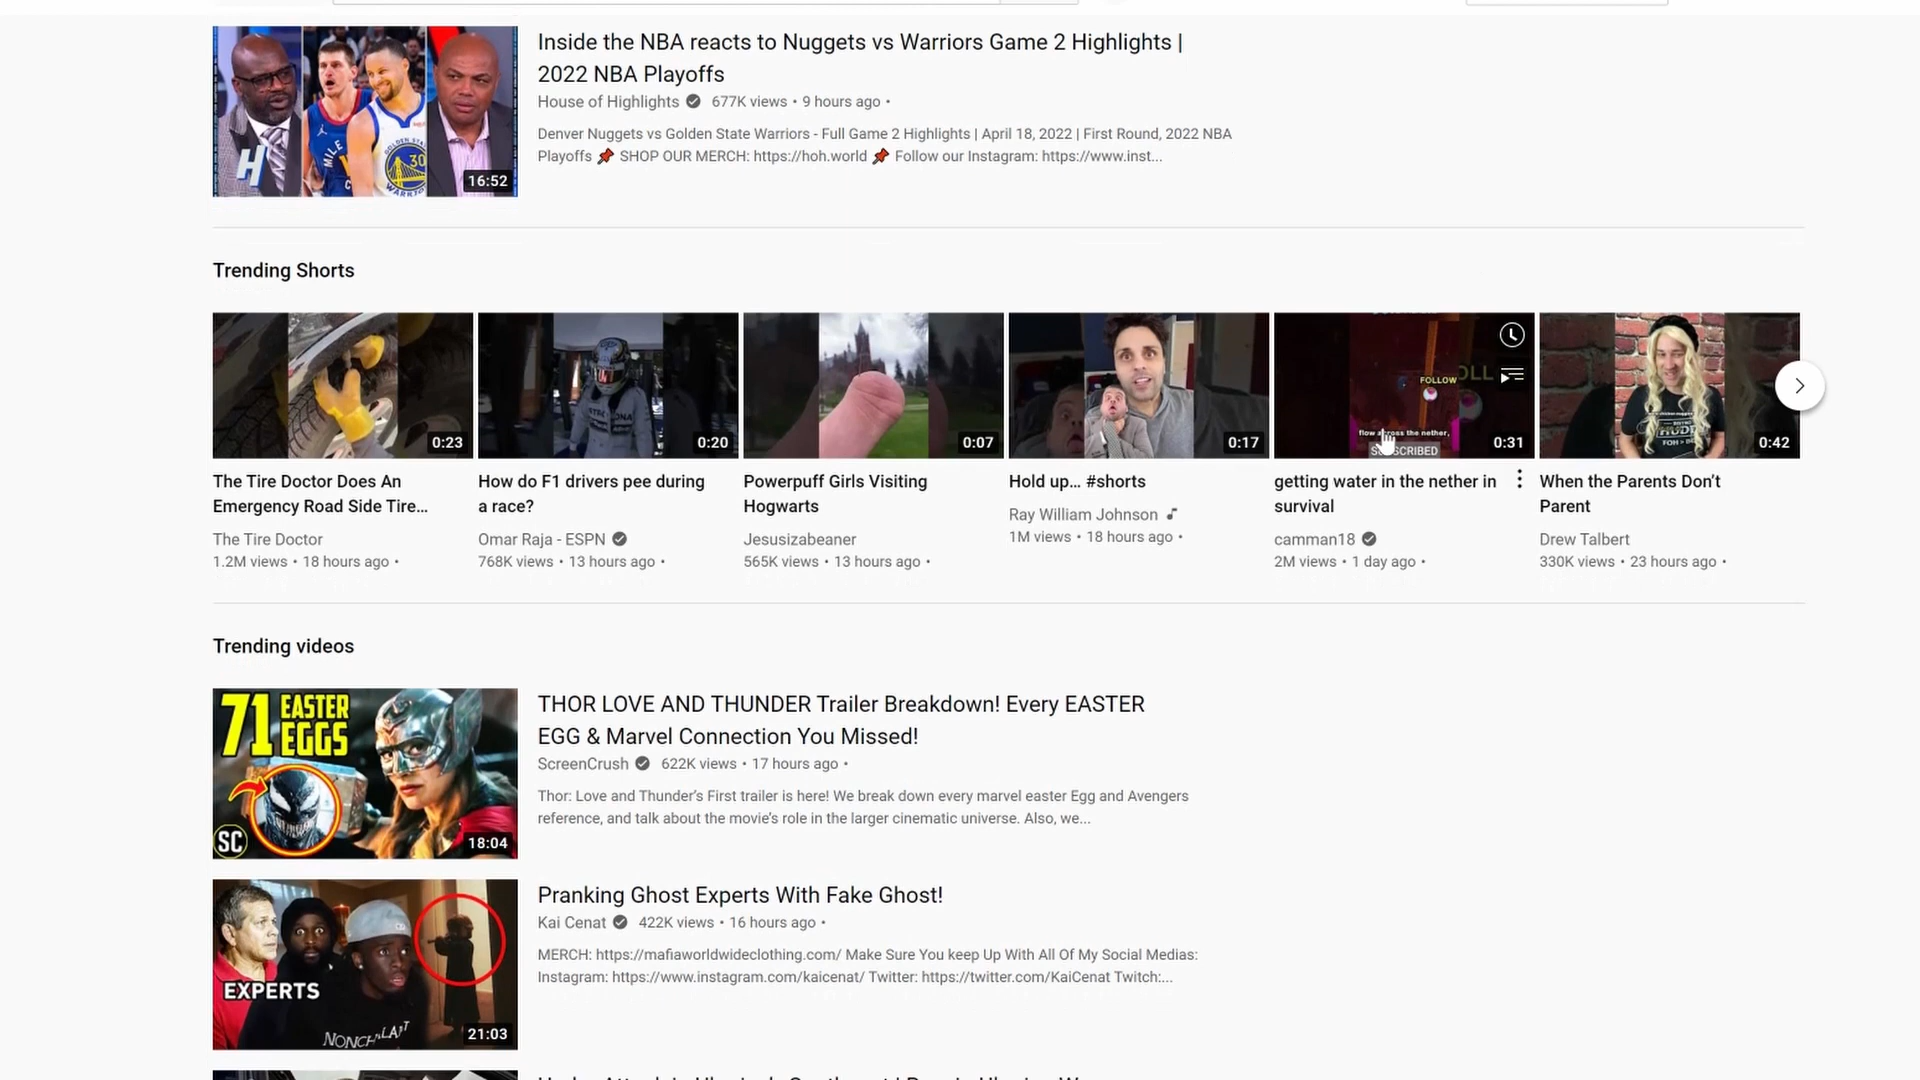 Inside the NBA reacts to Nuggets vs Warriors Game 2 Highlights |
2022 NBA Playoffs
House of Highlights 677K views • 9 hours ago •
Denver Nuggets vs Golden State Warriors - Full Game 2 Highlights | April 18, 2022 | First Round, 2022 NBA
Playoffs 📌 SHOP OUR MERCH: https://hoh.world 📌 Follow our Instagram: https://www.inst...
H
30
16:52
Trending Shorts
0:23
0:20
0:07
0:17
FOLLOW
flow across the nether,
0:31
0:42
The Tire Doctor Does An
Emergency Road Side Tire...
The Tire Doctor
1.2M views • 18 hours ago •
How do F1 drivers pee during
a race?
Omar Raja - ESPN
768K views • 13 hours ago •
Powerpuff Girls Visiting
Hogwarts
Jesusizabeaner
565K views • 13 hours ago •
Hold up... #shorts
Ray William Johnson
1M views • 18 hours ago •
getting water in the nether in
survival
camman18
2M views • 1 day ago •
When the Parents Don't
Parent
Drew Talbert
330K views • 23 hours ago •
Trending videos
71 EASTER
EGGS
SC
18:04
THOR LOVE AND THUNDER Trailer Breakdown! Every EASTER
EGG & Marvel Connection You Missed!
ScreenCrush 622K views • 17 hours ago •
Thor: Love and Thunder's First trailer is here! We break down every marvel easter Egg and Avengers
reference, and talk about the movie's role in the larger cinematic universe. Also, we...
EXPERTS
21:03
Pranking Ghost Experts With Fake Ghost!
Kai Cenat 422K views • 16 hours ago •
MERCH: https://mafiaworldwideclothing.com/ Make Sure You keep Up With All Of My Social Medias:
Instagram: https://www.instagram.com/kaicenat/ Twitter: https://twitter.com/KaiCenat Twitch:...